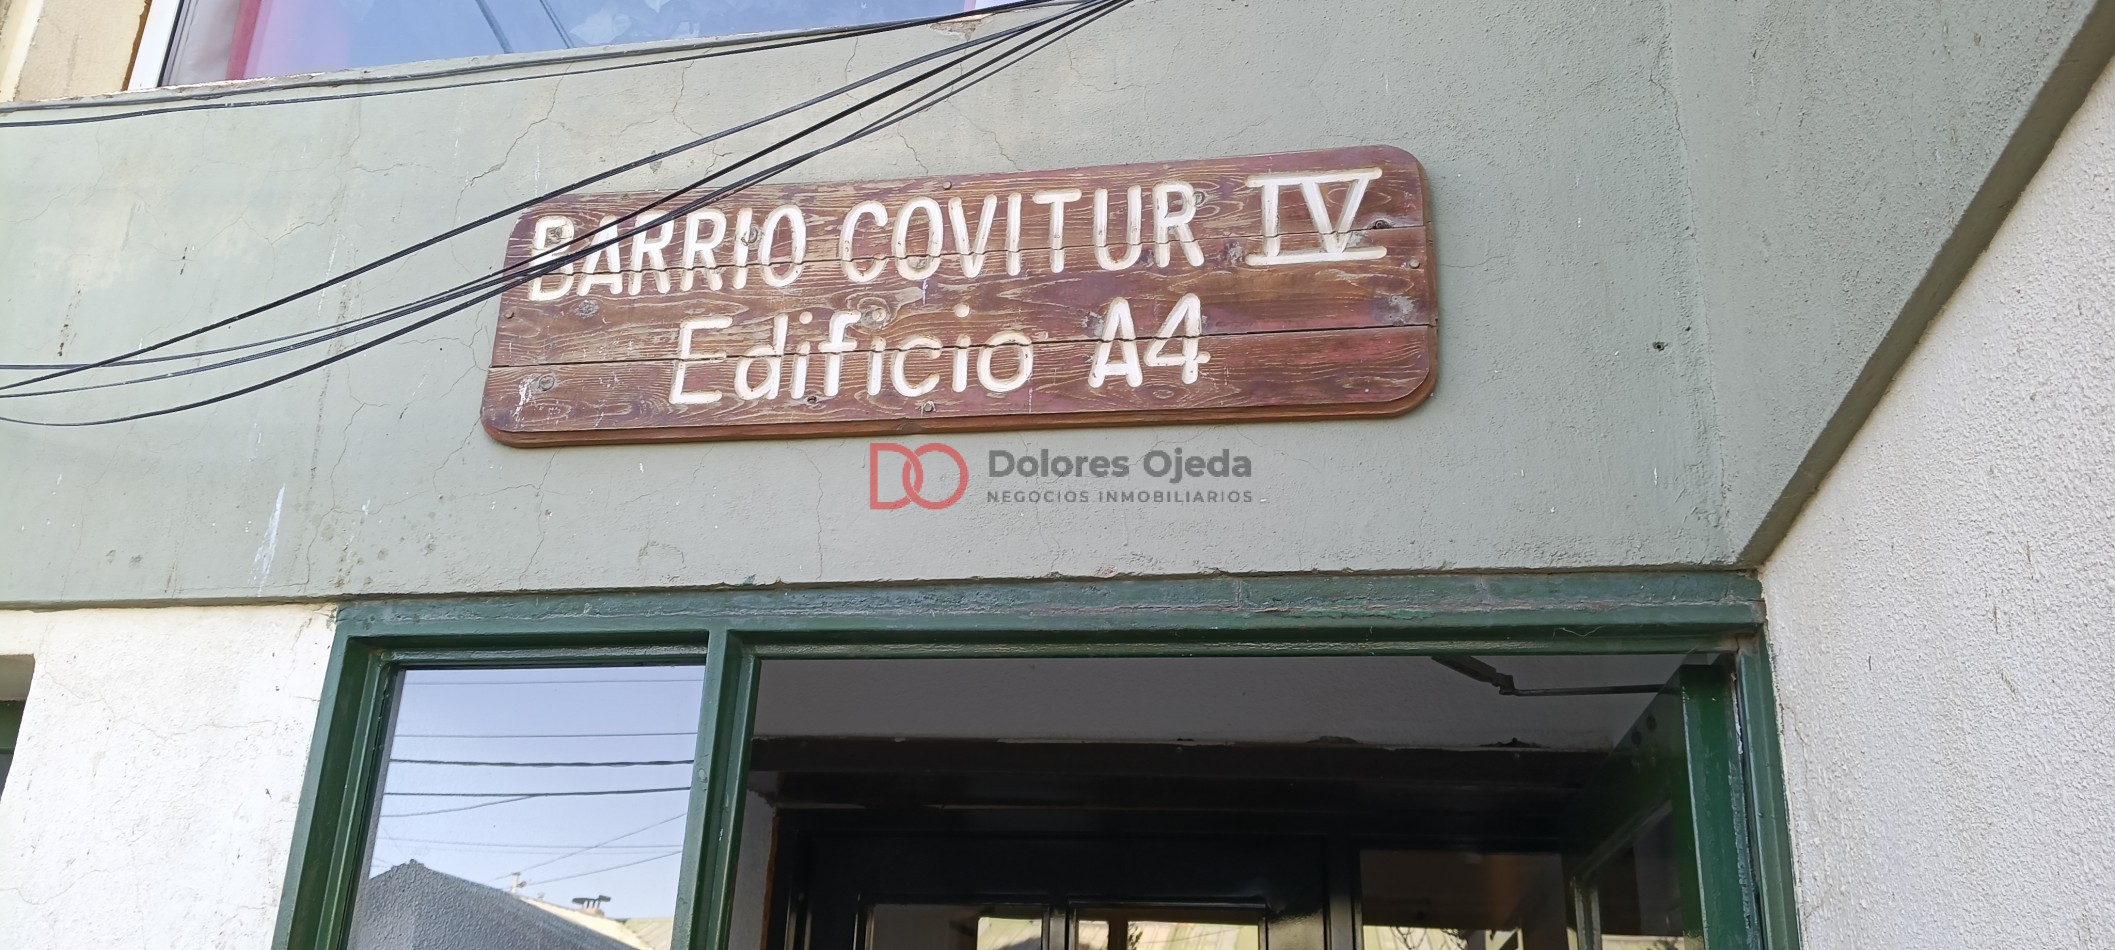 BARRIO COVITUR IV
Edificio A4
DO Dolores Ojeda
NEGOCIOS INMOBILIARIOS